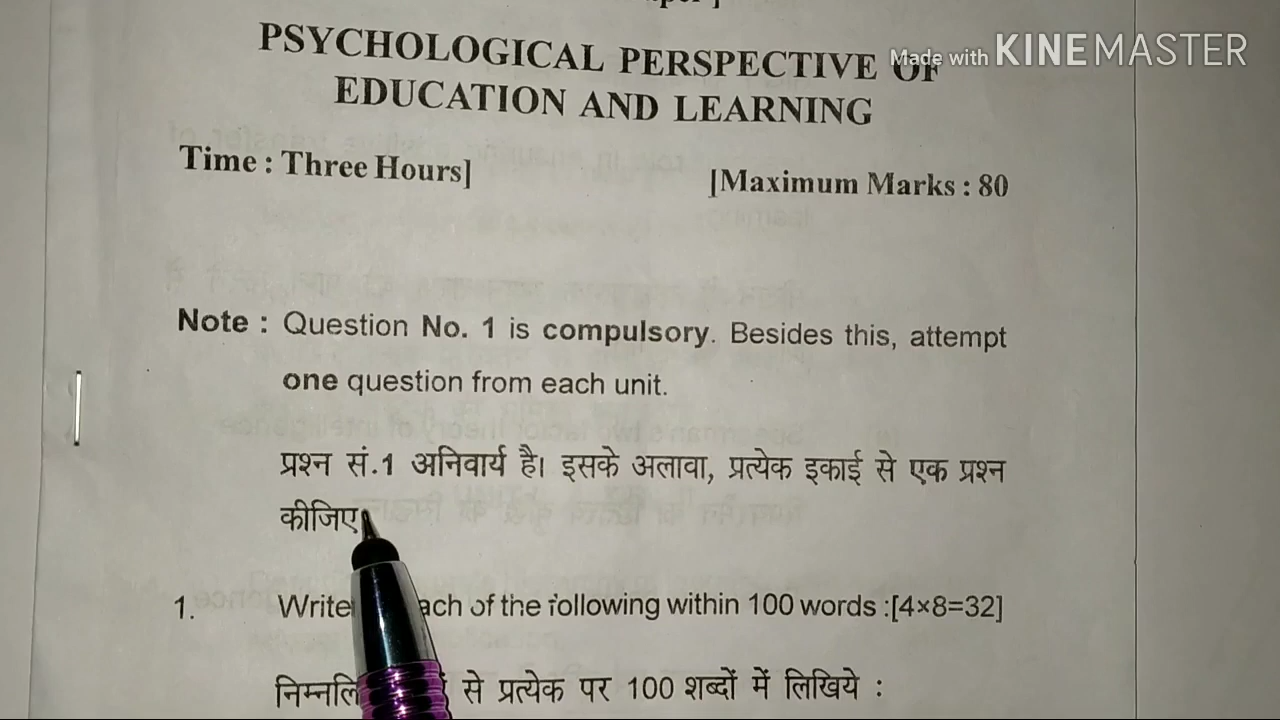 PSYCHOLOGICAL PERSPECTIVE OF
Made with KINEMASTER
EDUCATION AND LEARNING
Time : Three Hours]
[Maximum Marks : 80
Note : Question No. 1 is compulsory. Besides this, attempt
one question from each unit.
प्रश्न सं.1 अनिवार्य है। इसके अलावा, प्रत्येक इकाई से एक प्रश्न
कीजिए
1. Write of the following within 100 words :[4×8=32]
से प्रत्येक पर 100 शब्दों में लिखिये :